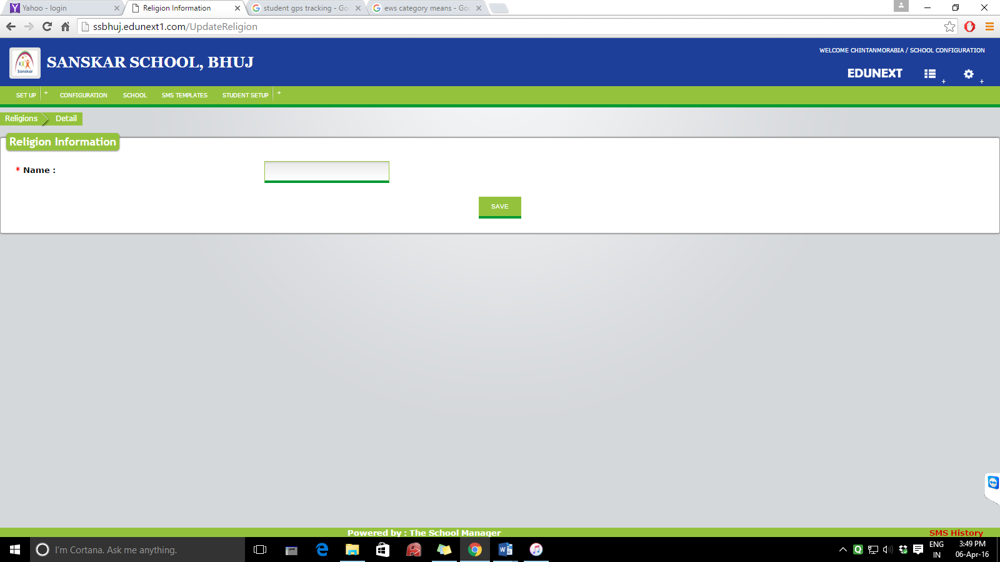 Yahoo - login
Religion Information
student gps tracking - Go
ews category means - Go
ssbhuj.edunext1.com/UpdateReligion
WELCOME CHINTANMORABIA / SCHOOL CONFIGURATION
Sanskar
SANSKAR SCHOOL, BHUJ
EDUNEXT
+
+
SET UP
+
CONFIGURATION
SCHOOL
SMS TEMPLATES
STUDENT SETUP
+
Religions
Detail
Religion Information
* Name :
SAVE
Powered by : The School Manager
SMS History
I'm Cortana. Ask me anything.
ENG
IN
3:49 PM
06-Apr-16